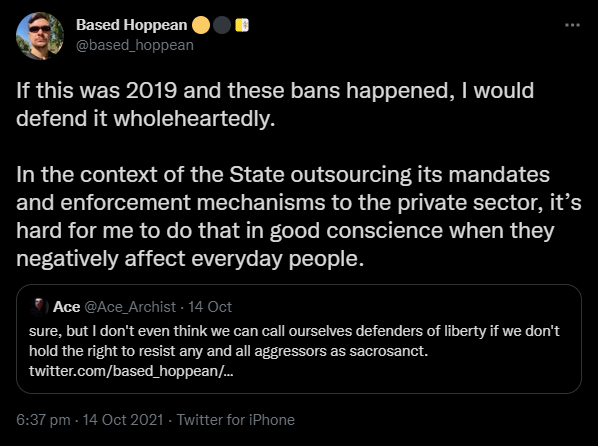 Based Hoppean
@based_hoppean
If this was 2019 and these bans happened, I would
defend it wholeheartedly.
In the context of the State outsourcing its mandates
and enforcement mechanisms to the private sector, it’s
hard for me to do that in good conscience when they
negatively affect everyday people.
Ace @Ace_Archist · 14 Oct
sure, but I don't even think we can call ourselves defenders of liberty if we don't
hold the right to resist any and all aggressors as sacrosanct.
twitter.com/based_hoppean/...
6:37 pm · 14 Oct 2021 · Twitter for iPhone